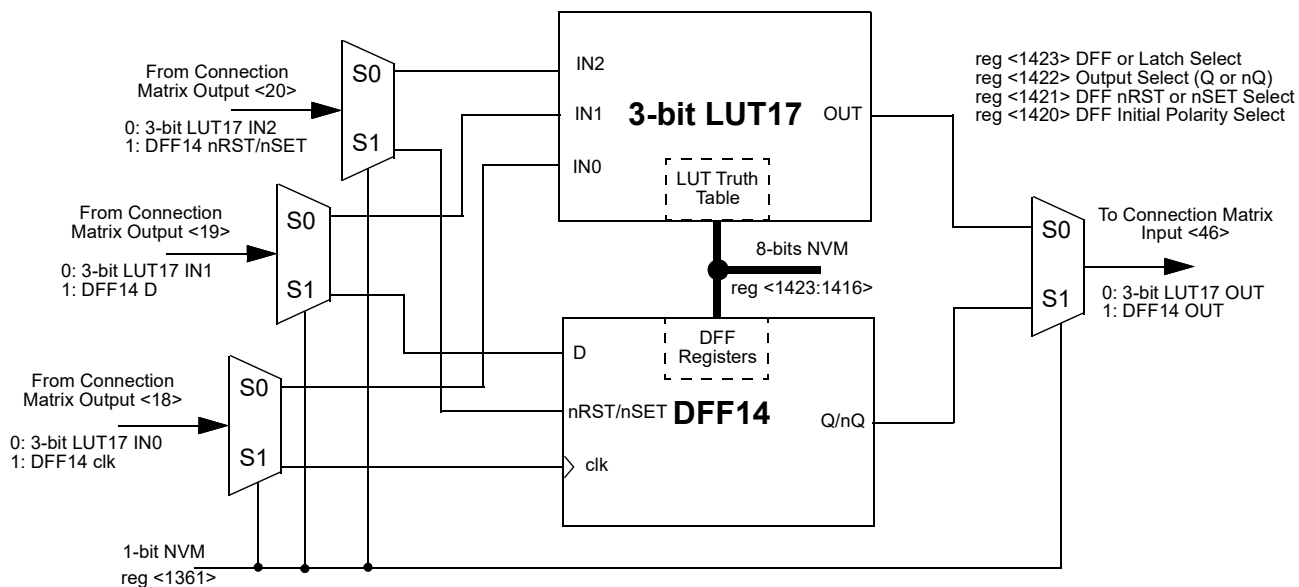 From Connection
Matrix Output <20>
0: 3-bit LUT17 IN2
1: DFF14 nRST/nSET
S0
S1
From Connection
Matrix Output <19>
0: 3-bit LUT17 IN1
1: DFF14 D
S0
S1
From Connection
Matrix Output <18>
0: 3-bit LUT17 IN0
1: DFF14 clk
S0
S1
1-bit NVM
reg <1361>
IN2
IN1
IN0
3-bit LUT17
OUT
LUT Truth
Table
8-bits NVM
reg <1423:1416>
DFF
Registers
D
nRST/nSET
clk
DFF14
Q/nQ
reg <1423> DFF or Latch Select
reg <1422> Output Select (Q or nQ)
reg <1421> DFF nRST or nSET Select
reg <1420> DFF Initial Polarity Select
S0
S1
To Connection Matrix
Input <46>
0: 3-bit LUT17 OUT
1: DFF14 OUT